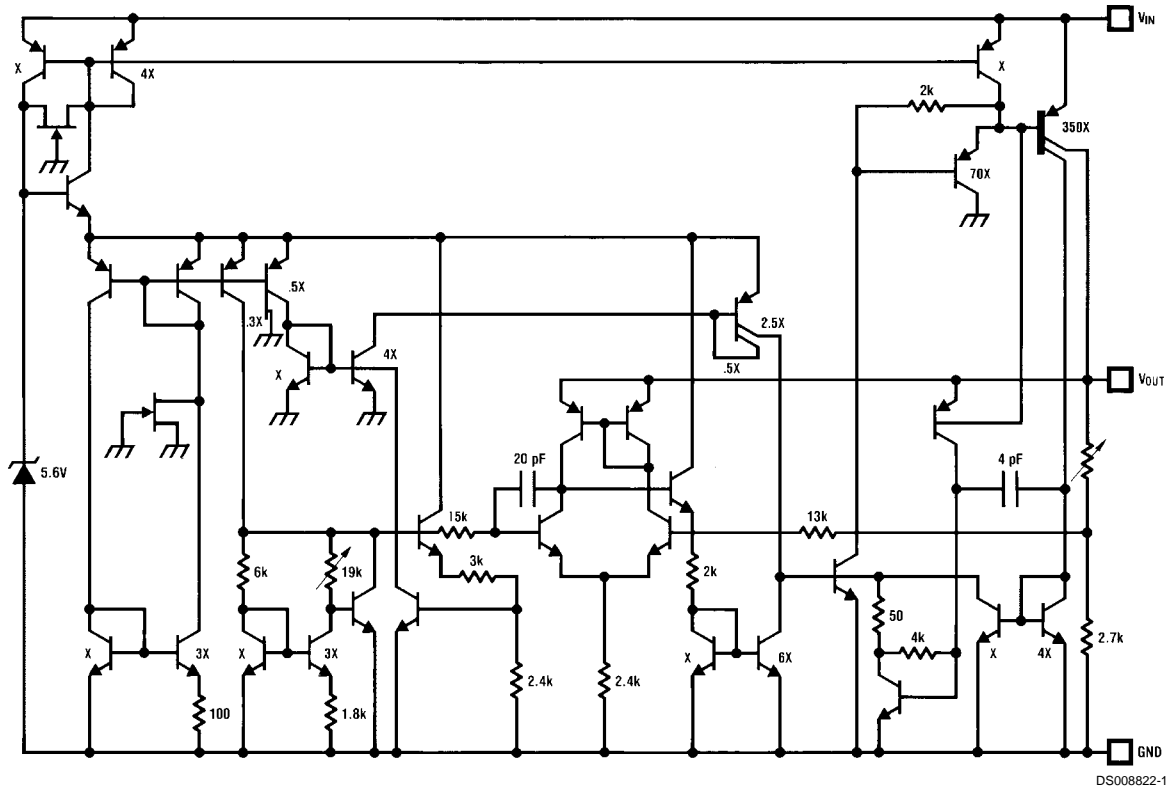 VIN
X
4X
X
2k
350X
70X
.5X
.3X
2.5X
4X
X
.5X
VOUT
5.6V
20 pF
4 pF
15k
13k
6k
19k
3k
2k
50
4k
X
3X
X
3X
X
6X
X
4X
2.7k
2.4k
2.4k
100
1.8k
GND
DS008822-1